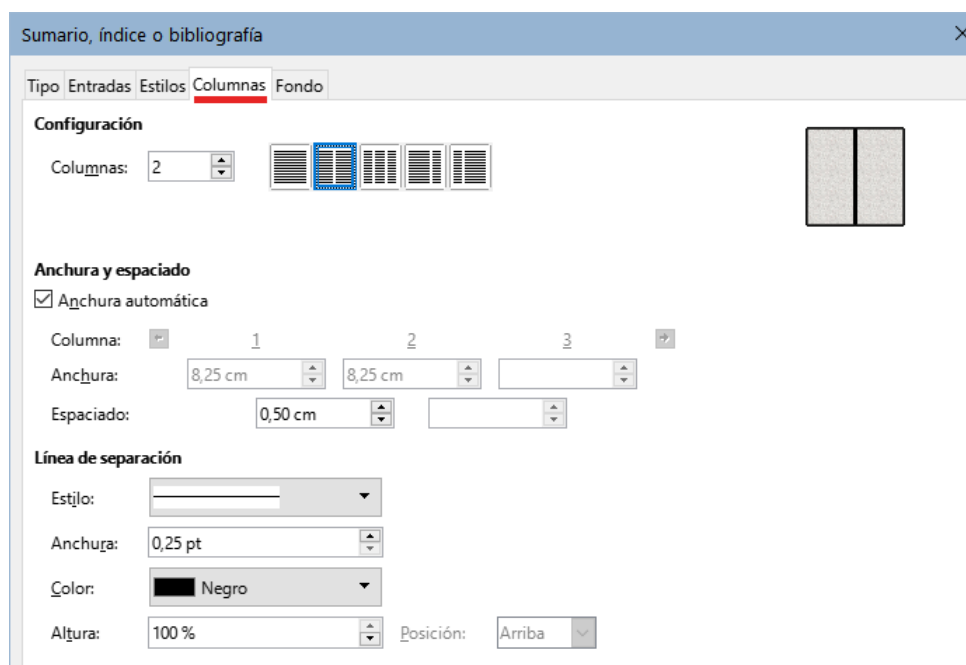 Sumario, índice o bibliografía
Tipo Entradas Estilos Columnas Fondo
Configuración
Columnas: 2
Anchura y espaciado
Anchura automática
Columna: 1 2 3
Anchura: 8,25 cm 8,25 cm
Espaciado: 0,50 cm
Línea de separación
Estilo:
Anchura: 0,25 pt
Color: Negro
Altura: 100 % Posición: Arriba